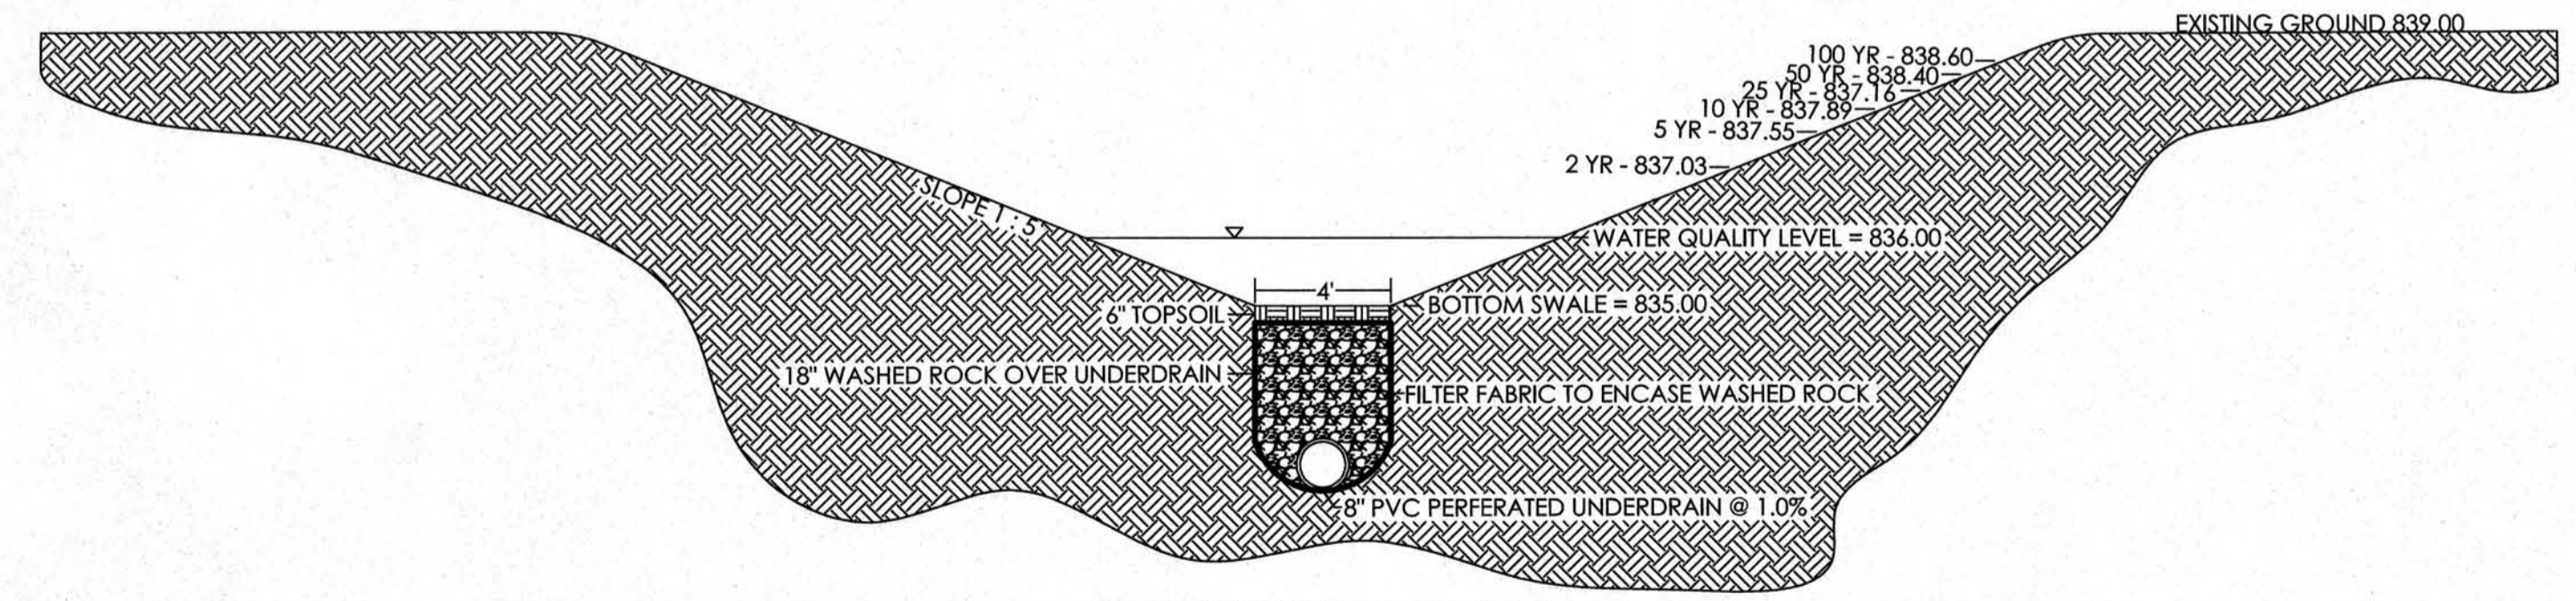 EXISTING GROUND 839.00
100 YR - 838.60
50 YR - 838.40
25 YR - 837.16
10 YR - 837.89
5 YR - 837.55
2 YR - 837.03
SLOPE 1 : 5
WATER QUALITY LEVEL = 836.00
4'
6" TOPSOIL
BOTTOM SWALE = 835.00
18" WASHED ROCK OVER UNDERDRAIN
FILTER FABRIC TO ENCASE WASHED ROCK
8" PVC PERFERATED UNDERDRAIN @ 1.0%